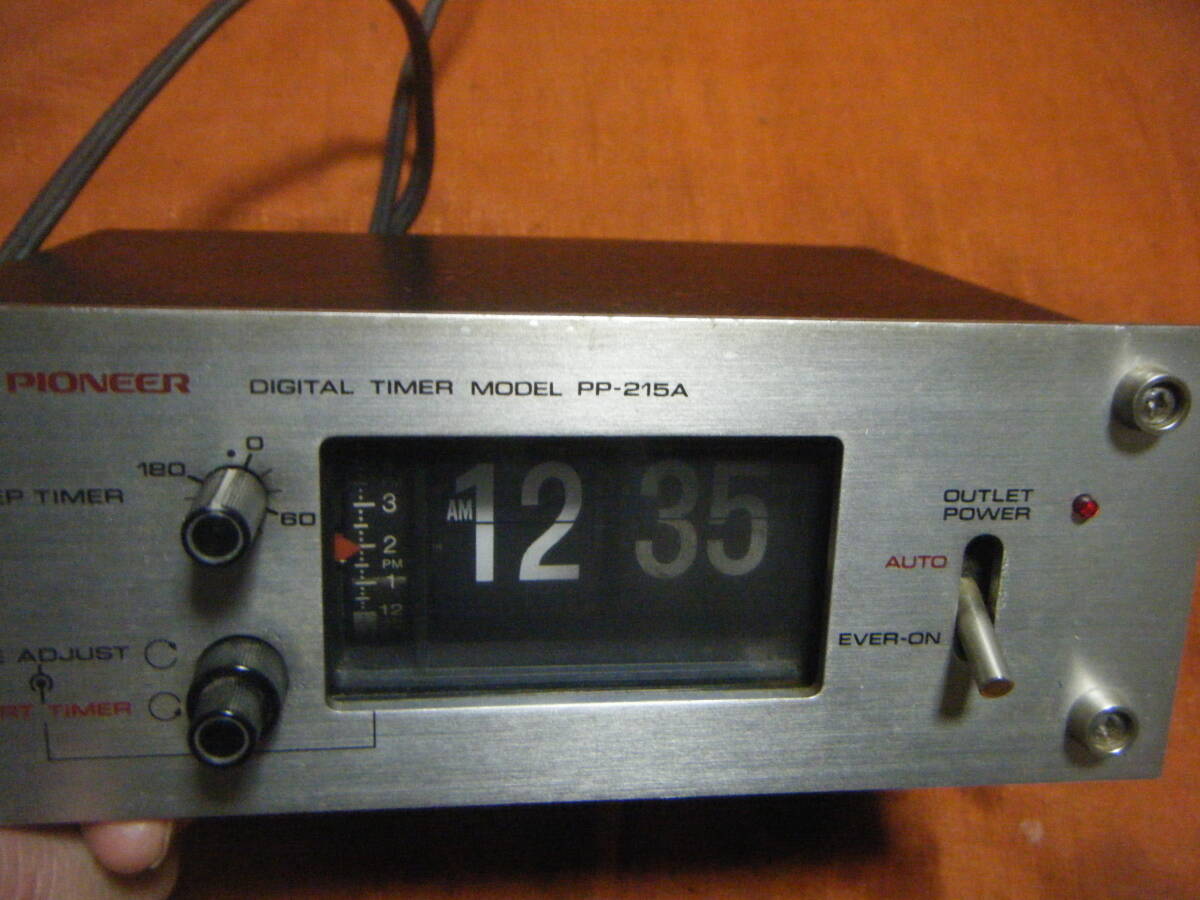 PIONEER DIGITAL TIMER MODEL PP-215A
0
180
EP TIMER
60
3
2
PM
1
12
AM 12 35
OUTLET
POWER
AUTO
EVER-ON
E ADJUST
RT TIMER